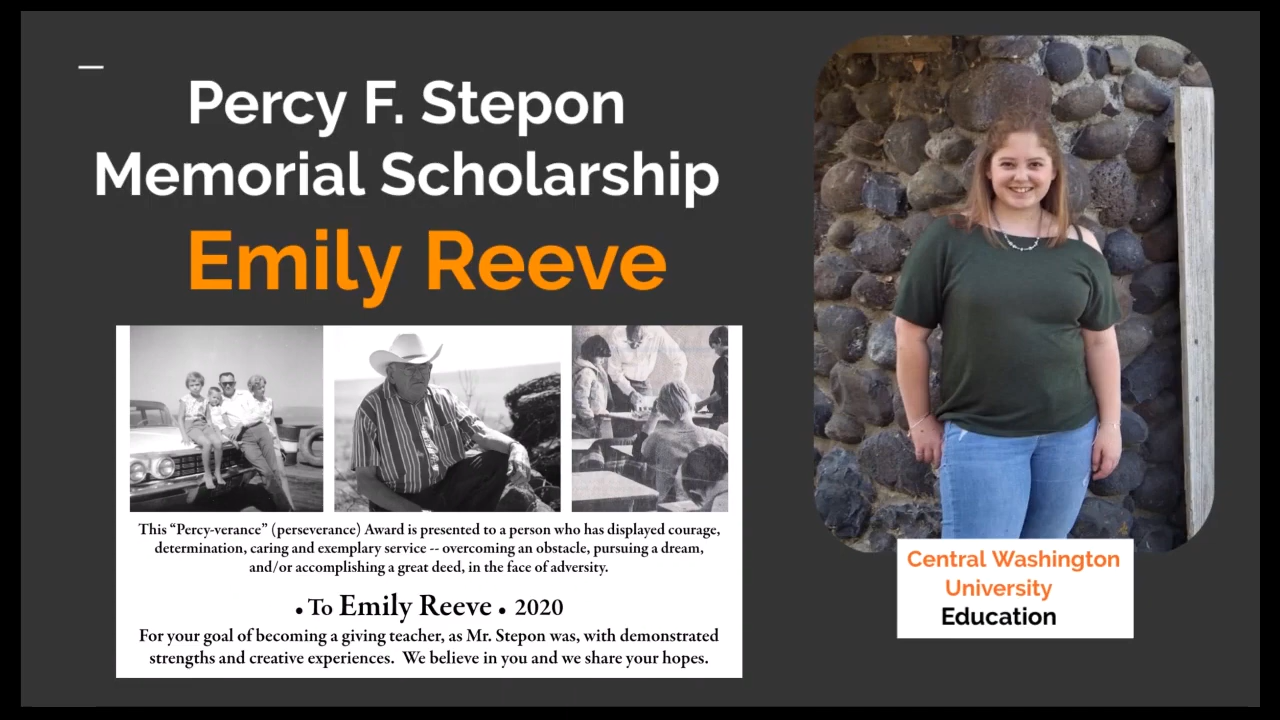 Percy F. Stepon
Memorial Scholarship
Emily Reeve
This “Percy-verance” (perseverance) Award is presented to a person who has displayed courage,
determination, caring and exemplary service -- overcoming an obstacle, pursuing a dream,
and/or accomplishing a great deed, in the face of adversity.
• To Emily Reeve • 2020
For your goal of becoming a giving teacher, as Mr. Stepon was, with demonstrated
strengths and creative experiences.  We believe in you and we share your hopes.
Central Washington
University
Education